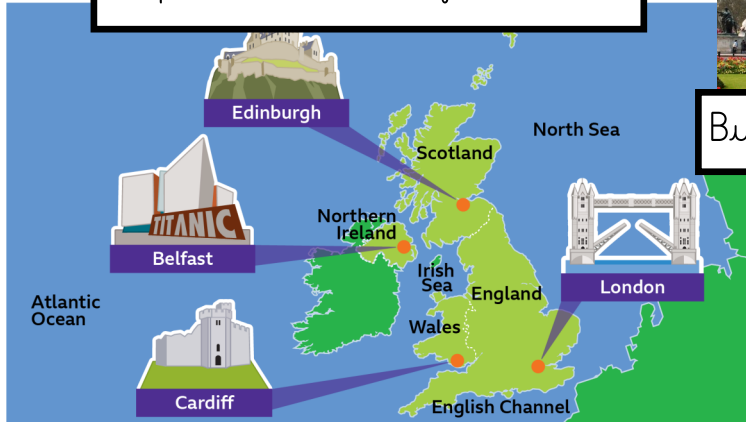 Edinburgh
North Sea
Scotland
TITANIC
Northern
Ireland
Belfast
Irish
Sea
England
London
Atlantic
Ocean
Wales
Cardiff
English Channel